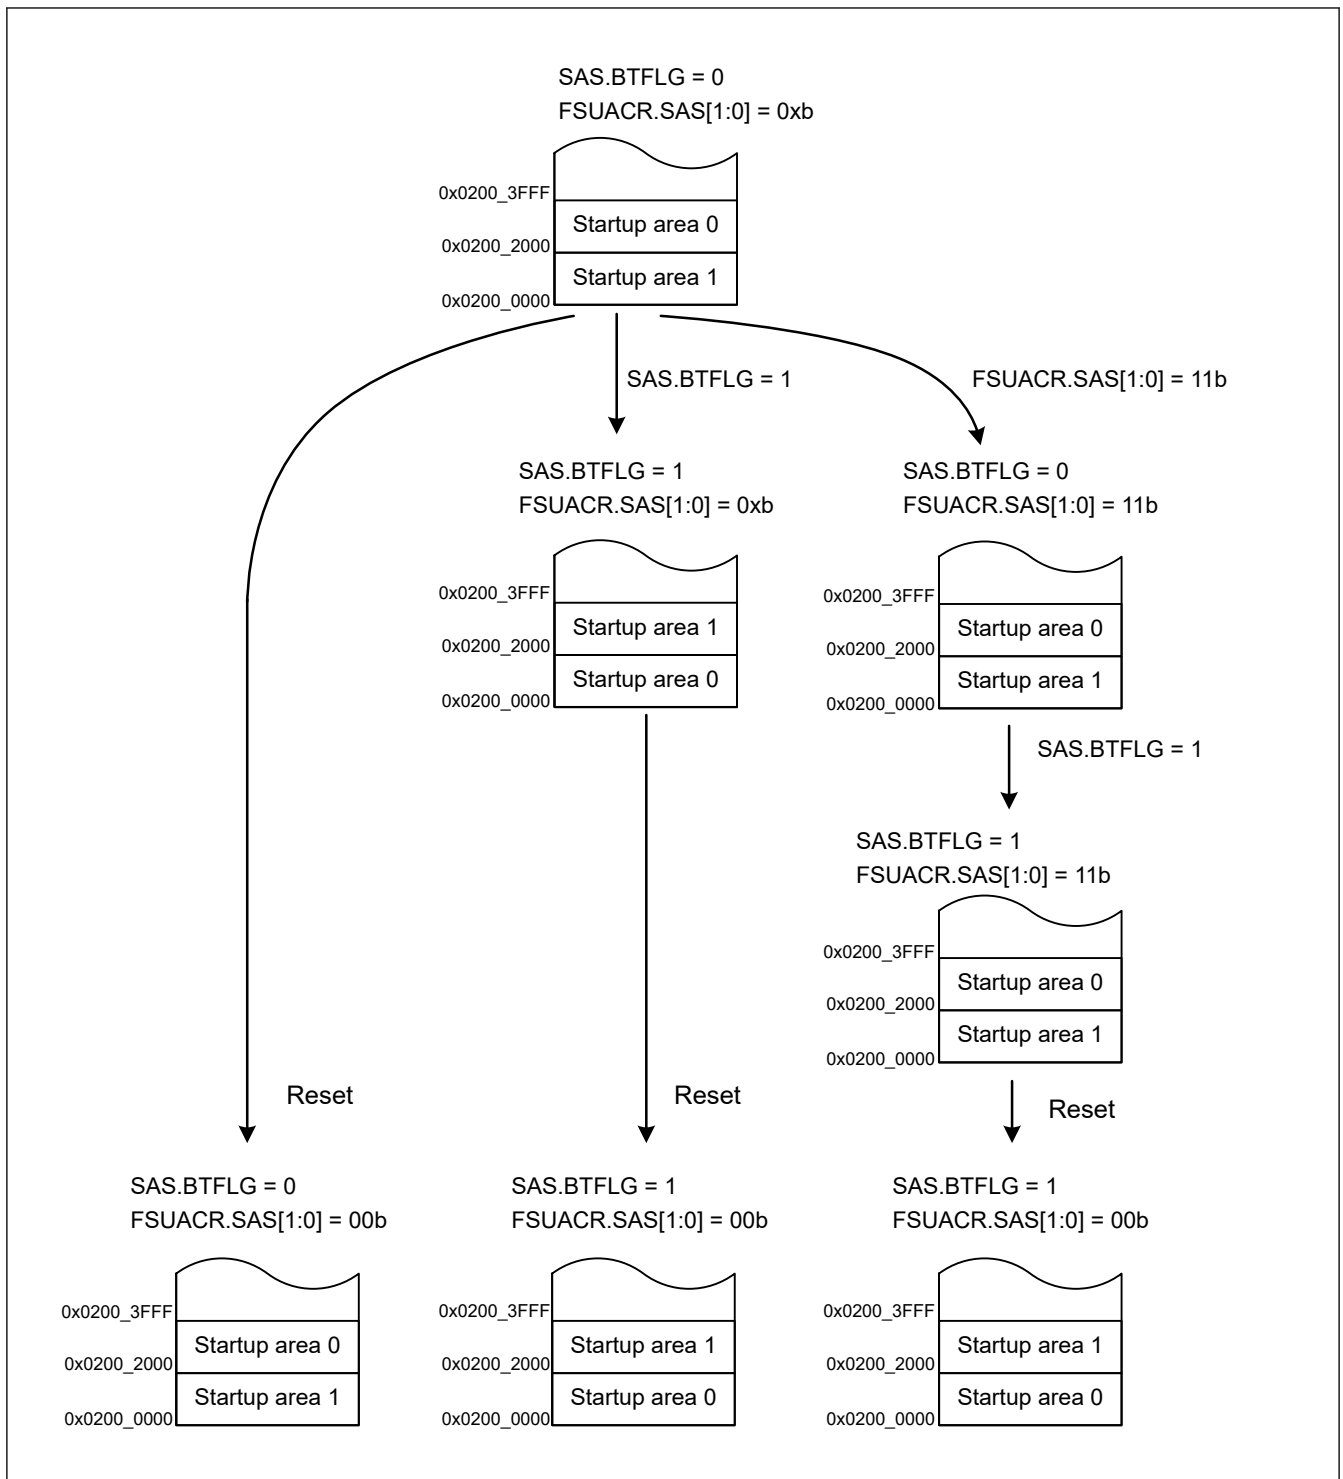 SAS.BTFLG = 0
FSUACR.SAS[1:0] = 0xb
0x0200_3FFF
Startup area 0
0x0200_2000
Startup area 1
0x0200_0000
SAS.BTFLG = 1
FSUACR.SAS[1:0] = 11b
SAS.BTFLG = 1
FSUACR.SAS[1:0] = 0xb
0x0200_3FFF
Startup area 1
0x0200_2000
Startup area 0
0x0200_0000
SAS.BTFLG = 0
FSUACR.SAS[1:0] = 11b
0x0200_3FFF
Startup area 0
0x0200_2000
Startup area 1
0x0200_0000
SAS.BTFLG = 1
SAS.BTFLG = 1
FSUACR.SAS[1:0] = 11b
0x0200_3FFF
Startup area 0
0x0200_2000
Startup area 1
0x0200_0000
Reset
Reset
Reset
SAS.BTFLG = 0
FSUACR.SAS[1:0] = 00b
0x0200_3FFF
Startup area 0
0x0200_2000
Startup area 1
0x0200_0000
SAS.BTFLG = 1
FSUACR.SAS[1:0] = 00b
0x0200_3FFF
Startup area 1
0x0200_2000
Startup area 0
0x0200_0000
SAS.BTFLG = 1
FSUACR.SAS[1:0] = 00b
0x0200_3FFF
Startup area 1
0x0200_2000
Startup area 0
0x0200_0000